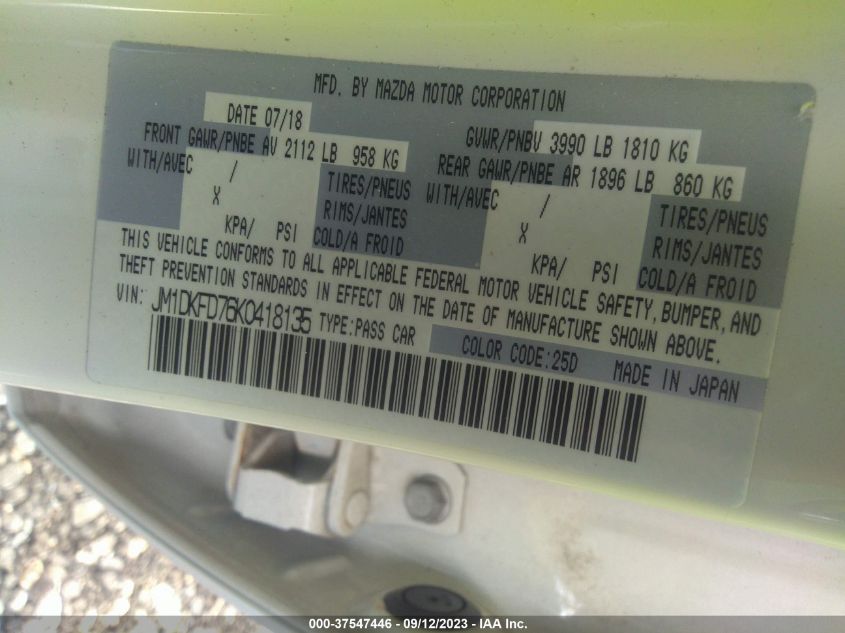 MFD. BY MAZDA MOTOR CORPORATION
DATE 07/18
GVWR/PNBV 3990 LB 1810 KG
FRONT GAWR/PNBE AV 2112 LB 958 KG
REAR GAWR/PNBE AR 1896 LB 860 KG
WITH/AVEC / TIRES/PNEUS
WITH/AVEC / TIRES/PNEUS
X RIMS/JANTES
X RIMS/JANTES
KPA/ PSI COLD/A FROID
KPA/ PSI COLD/A FROID
THIS VEHICLE CONFORMS TO ALL APPLICABLE FEDERAL MOTOR VEHICLE SAFETY, BUMPER, AND
THEFT PREVENTION STANDARDS IN EFFECT ON THE DATE OF MANUFACTURE SHOWN ABOVE.
VIN: JM1DKFD76K0418135 TYPE:PASS CAR
COLOR CODE:25D MADE IN JAPAN
000-37547446 - 09/12/2023 - IAA Inc.